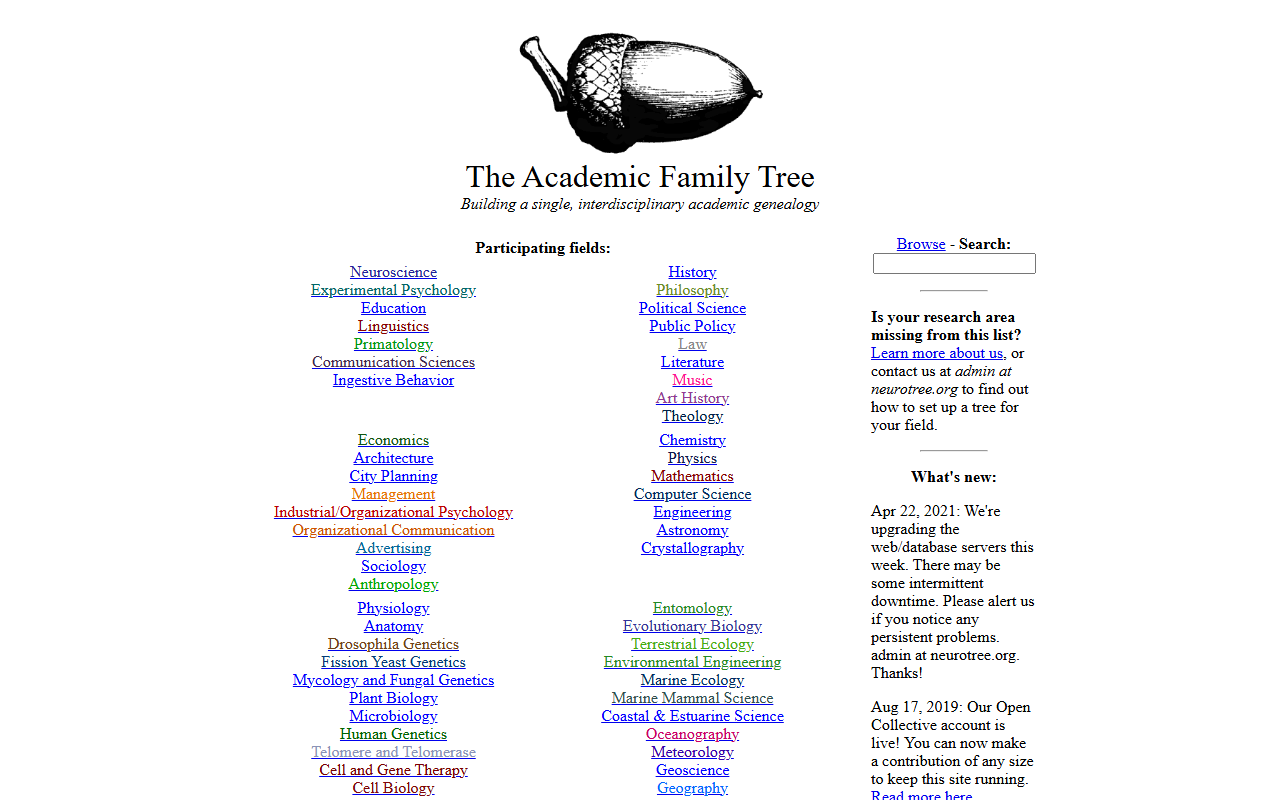 The Academic Family Tree
Building a single, interdisciplinary academic genealogy
Participating fields:
Neuroscience
Experimental Psychology
Education
Linguistics
Primatology
Communication Sciences
Ingestive Behavior
History
Philosophy
Political Science
Public Policy
Law
Literature
Music
Art History
Theology
Economics
Architecture
City Planning
Management
Industrial/Organizational Psychology
Organizational Communication
Advertising
Sociology
Anthropology
Chemistry
Physics
Mathematics
Computer Science
Engineering
Astronomy
Crystallography
Physiology
Anatomy
Drosophila Genetics
Fission Yeast Genetics
Mycology and Fungal Genetics
Plant Biology
Microbiology
Human Genetics
Telomere and Telomerase
Cell and Gene Therapy
Cell Biology
Entomology
Evolutionary Biology
Terrestrial Ecology
Environmental Engineering
Marine Ecology
Marine Mammal Science
Coastal & Estuarine Science
Oceanography
Meteorology
Geoscience
Geography
Browse - Search:
Is your research area
missing from this list?
Learn more about us, or
contact us at admin at
neurotree.org to find out
how to set up a tree for
your field.
What's new:
Apr 22, 2021: We're
upgrading the
web/database servers this
week. There may be
some intermittent
downtime. Please alert us
if you notice any
persistent problems.
admin at neurotree.org.
Thanks!
Aug 17, 2019: Our Open
Collective account is
live! You can now make
a contribution of any size
to keep this site running.
Read more here